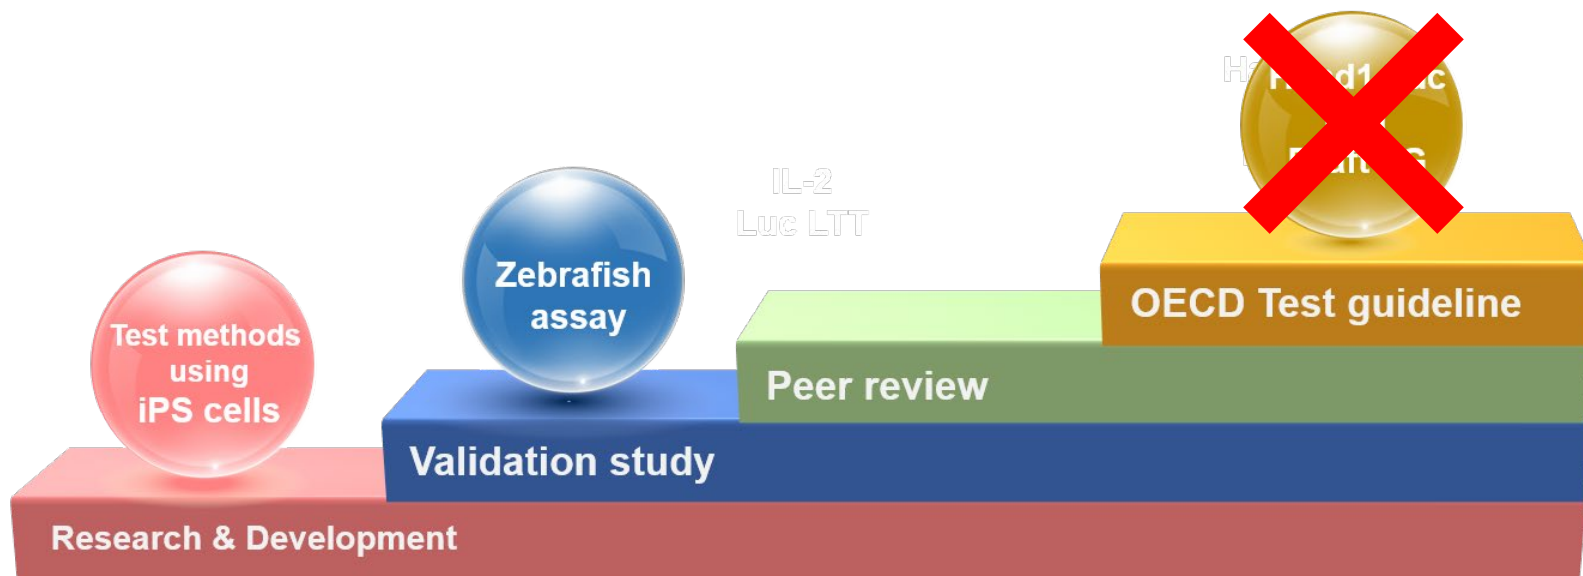 IL-2
Luc LTT
Zebrafish
assay
Test methods
using
iPS cells
OECD Test guideline
Peer review
Validation study
Research & Development